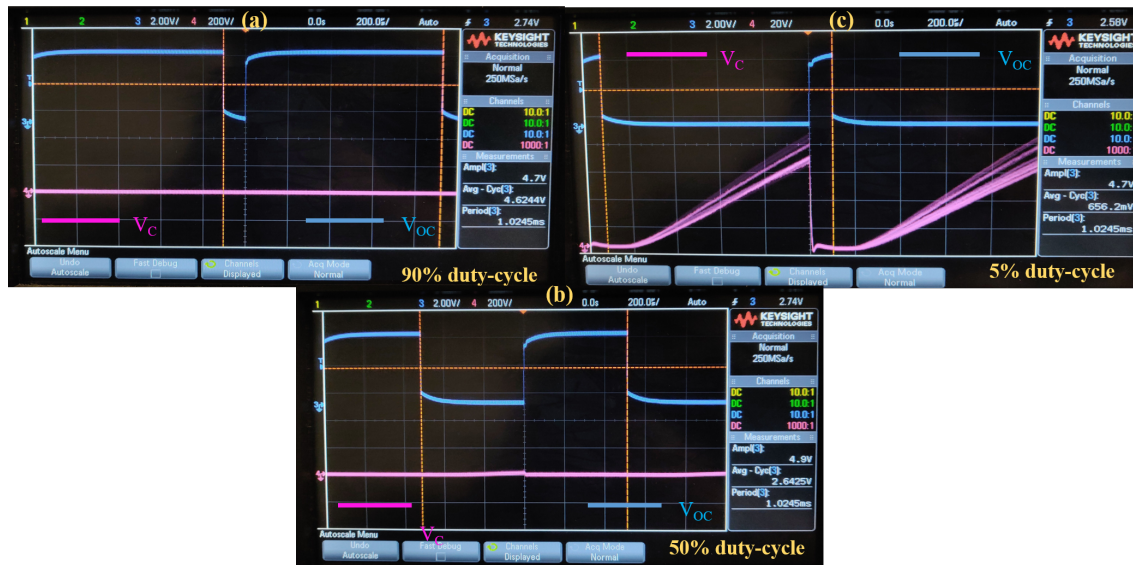 1 2 3 2.00V/ 4 200V/ (a) 0.0s 200.0s/ Auto 3 2.74V
KEYSIGHT
TECHNOLOGIES
Acquisition
Normal
250MSa/s
Channels
DC 10.0:1
DC 10.0:1
DC 10.0:1
DC 1000:1
Measurements
Ampl(3):
4.7V
Avg - Cyc(3):
4.6244V
Period(3):
1.0245ms
VC
VOC
Autoscale Menu
Undo
Autoscale
Fast Debug
Channels
Displayed
Acq Mode
Normal
90% duty-cycle
1 2 3 2.00V/ 4 20V/ (c) 0.0s 200.0s/ Auto 3 2.58V
VC
VOC
KEYSIGHT
TECHNOLOGIES
Acquisition
Normal
250MSa/s
Channels
DC 10.0:
DC 10.0:
DC 10.0:
DC 1000:
Measurements
Ampl(3):
4.7V
Avg - Cyc(3):
656.2mV
Period(3):
1.0245ms
Autoscale Menu
Undo
Autoscale
Fast Debug
Channels
Displayed
Acq Mode
Normal
5% duty-cycle
1 2 3 2.00V/ 4 200V/ (b) 0.0s 200.0s/ Auto 3 2.74V
KEYSIGHT
TECHNOLOGIES
Acquisition
Normal
250MSa/s
Channels
DC 10.0:1
DC 10.0:1
DC 10.0:1
DC 1000:1
Measurements
Ampl(3):
4.9V
Avg - Cyc(3):
2.6425V
Period(3):
1.0245ms
VC
VOC
Autoscale Menu
Undo
Autoscale
Fast Debug
Channels
Displayed
Acq Mode
Normal
50% duty-cycle